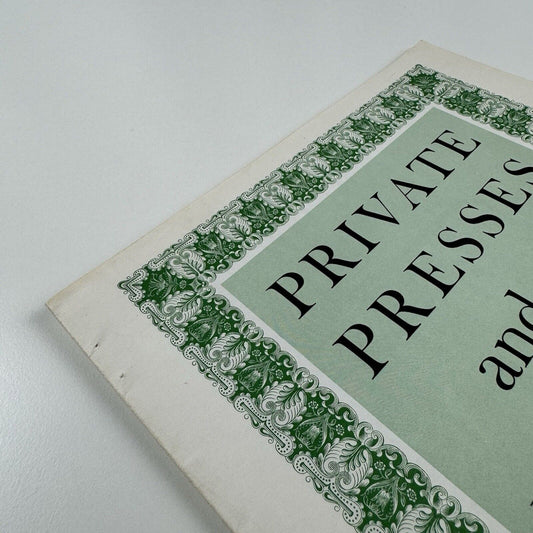 PRIVATE
PRESSES
and